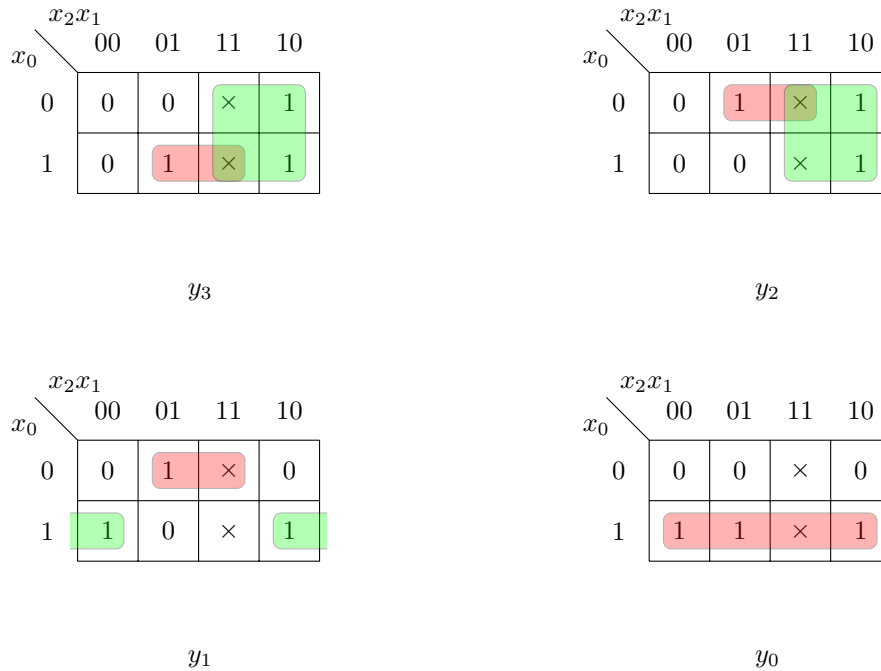 x₂x₁ x₂x₁
x₀ 00 01 11 10 x₀ 00 01 11 10
0 0 0 × 1 0 0 1 × 1
1 0 1 × 1 1 0 0 × 1
y₃ y₂
x₂x₁ x₂x₁
x₀ 00 01 11 10 x₀ 00 01 11 10
0 0 1 × 0 0 0 0 × 0
1 1 0 × 1 1 1 1 × 1
y₁ y₀